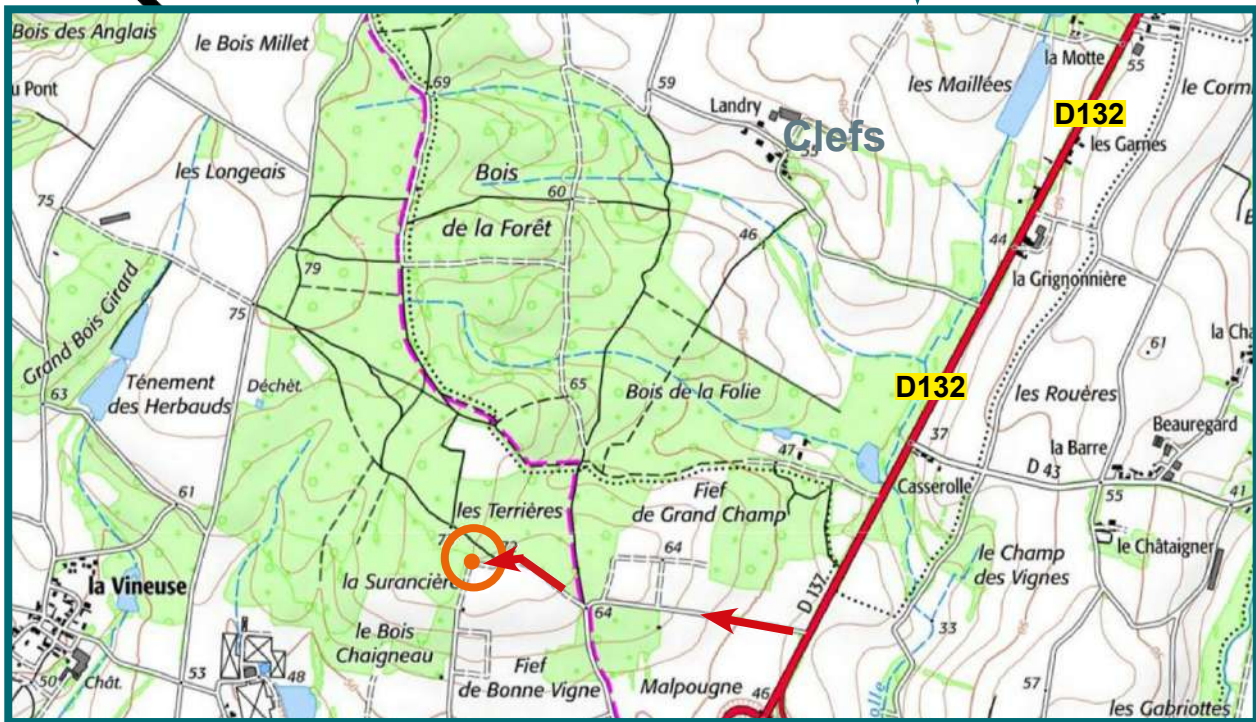 Bois des Anglais
le Bois Millet
la Motte
55
les Maillées
le Corm
u Pont
69
59
Landry
Clefs
55
D132
les Garnes
les Longeais
Bois
de la Forêt
60
75
79
46
50
44
la Grignonnière
Grand Bois Girard
75
61
la Cha
Ténement
des Herbauds
Déchèt.
65
Bois de la Folie
D132
les Rouères
63
37
la Barre
Beauregard
D 43
47
Casserolle
55
41
61
les Terrières
Fief
de Grand Champ
64
72
le Châtaigner
le Champ
des Vignes
la Vineuse
la Surancière
D 137
64
33
le Bois
Chaigneau
50
Chât.
53
48
Fief
de Bonne Vigne
Malpougne
46
57
les Gabriottes